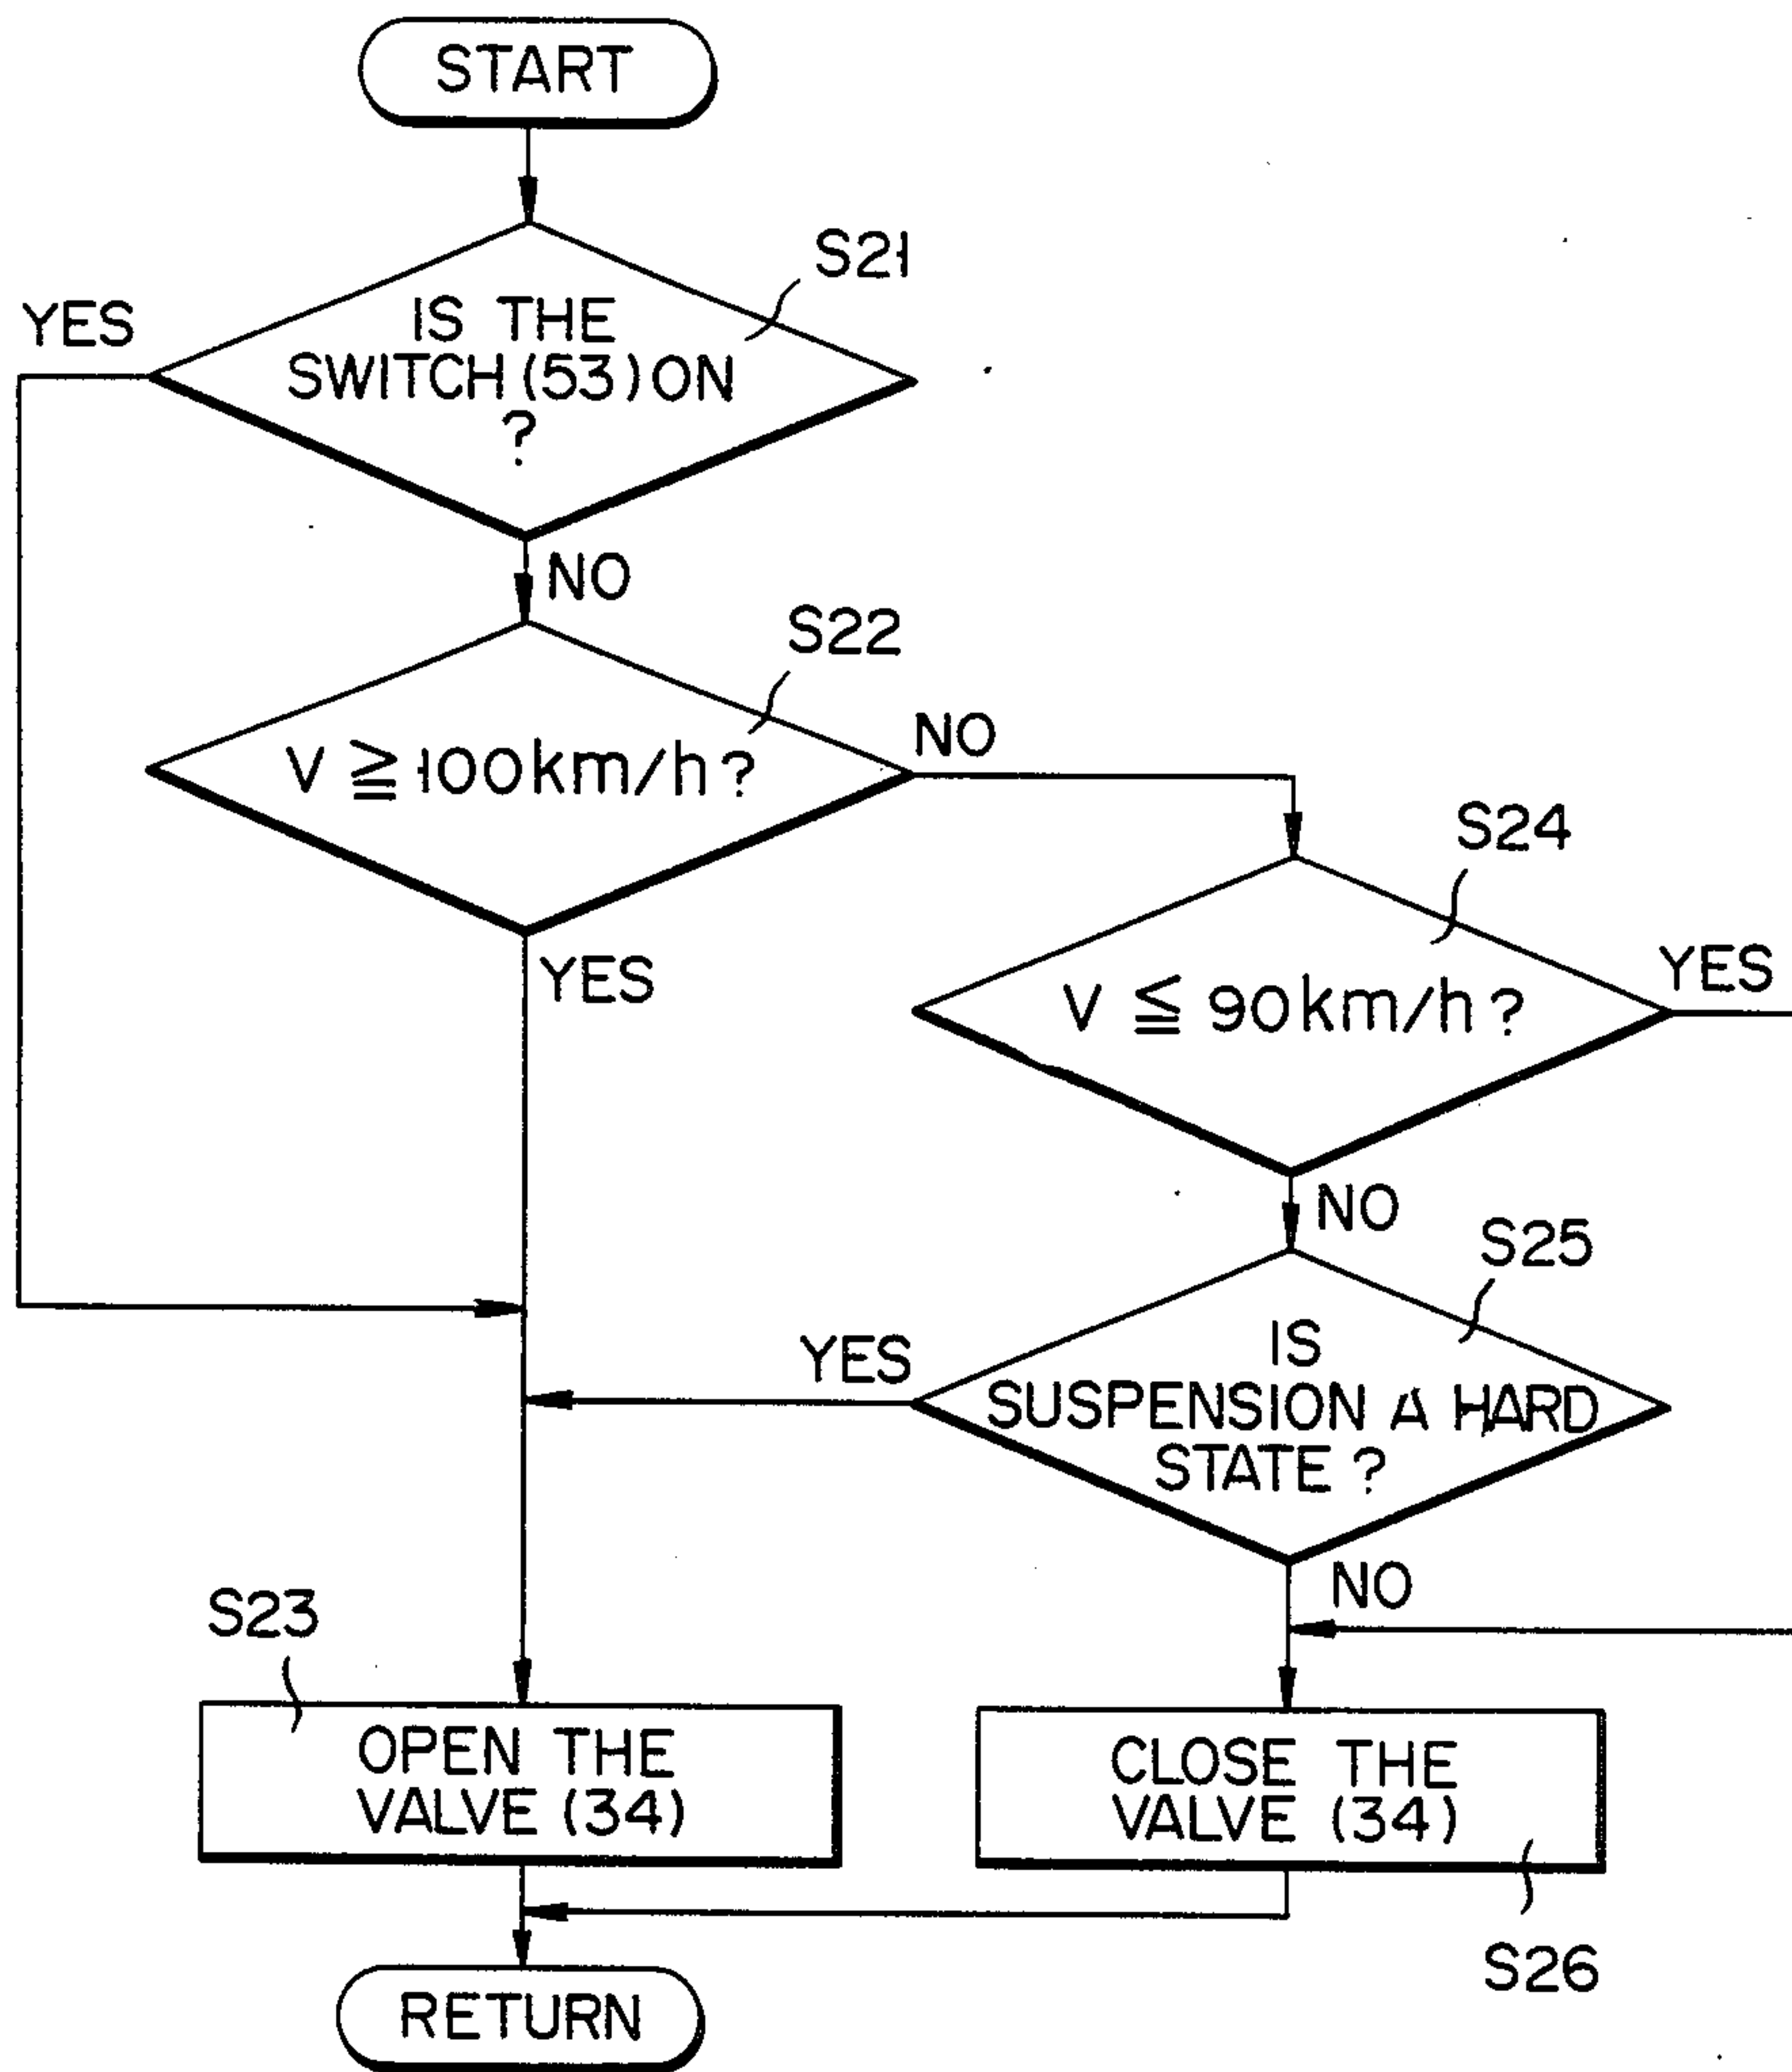 START
S21
YES
IS THE
SWITCH (53) ON
?
NO
S22
V ≧ 100km/h?
NO
S24
YES
V ≦ 90km/h?
YES
NO
S25
YES
IS
SUSPENSION A HARD
STATE ?
NO
S23
OPEN THE
VALVE (34)
CLOSE THE
VALVE (34)
S26
RETURN